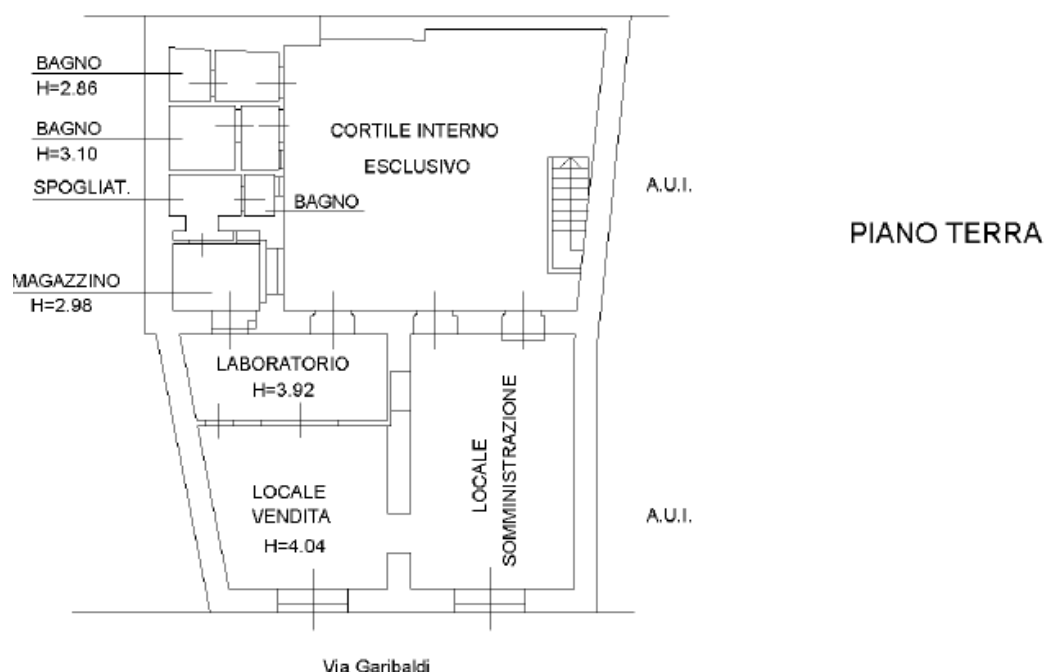 BAGNO
H=2.86
BAGNO
H=3.10
SPOGLIAT.
BAGNO
MAGAZZINO
H=2.98
CORTILE INTERNO
ESCLUSIVO
A.U.I.
PIANO TERRA
LABORATORIO
H=3.92
LOCALE
VENDITA
H=4.04
LOCALE
SOMMINISTRAZIONE
A.U.I.
Via Garibaldi